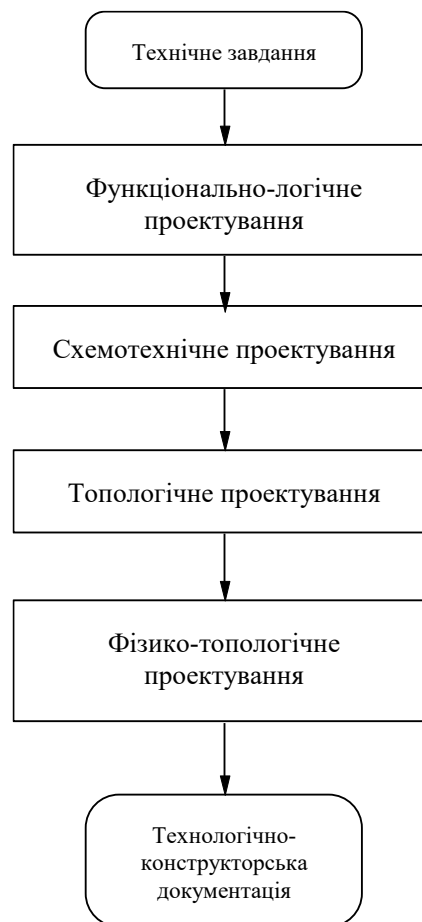 Технічне завдання
Функціонально-логічне
проектування
Схемотехнічне проектування
Топологічне проектування
Фізико-топологічне
проектування
Технологічно-
конструкторська
документація